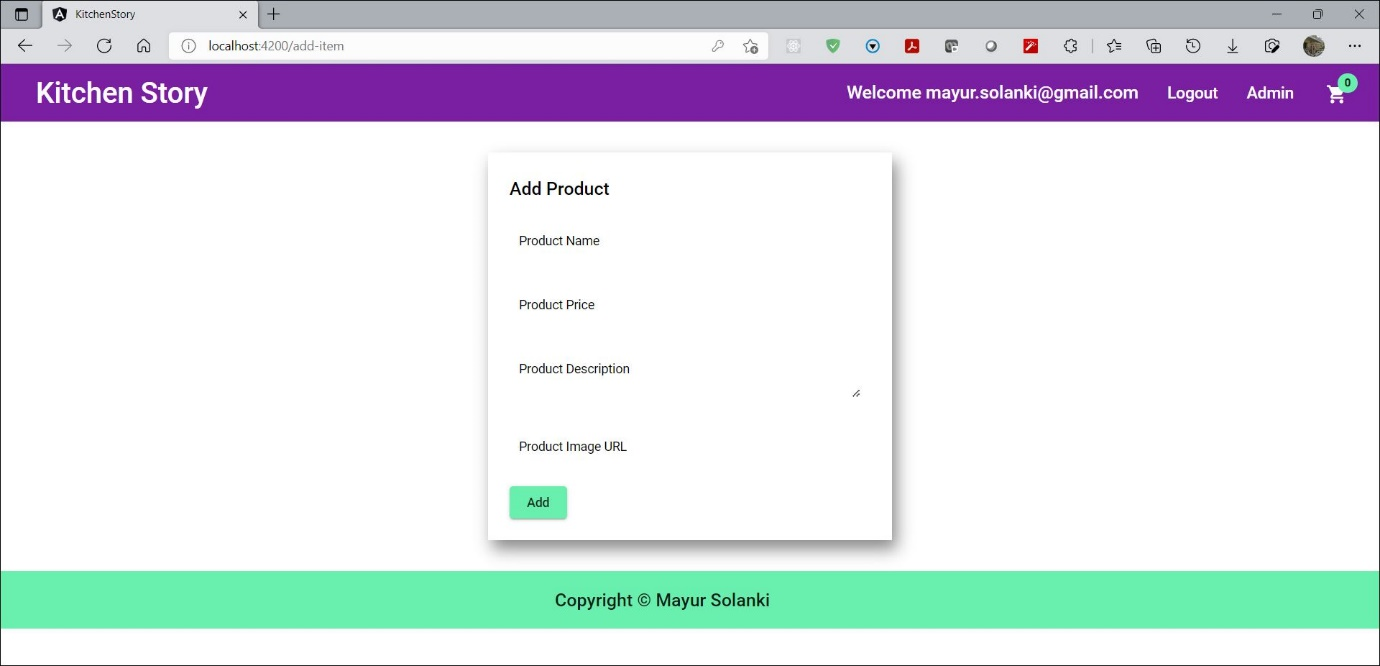 KitchenStory
localhost:4200/add-item
Kitchen Story
Welcome mayur.solanki@gmail.com Logout Admin 0
Add Product
Product Name
Product Price
Product Description
Product Image URL
Add
Copyright © Mayur Solanki